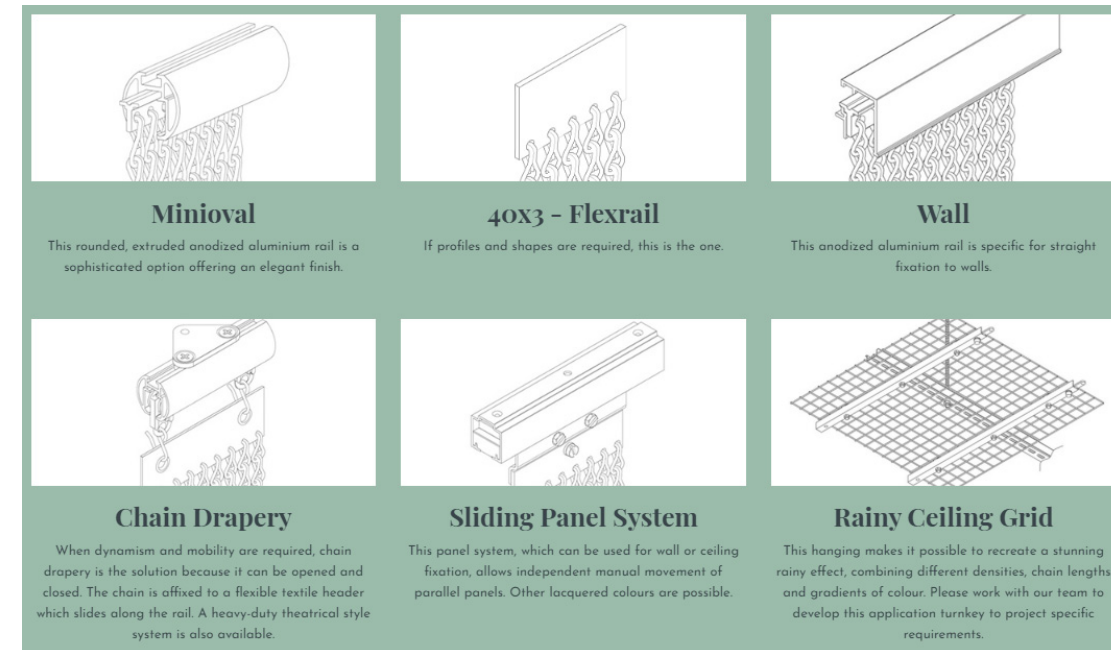 Minioval
This rounded, extruded anodized aluminium rail is a
sophisticated option offering an elegant finish.
40x3 - Flexrail
If profiles and shapes are required, this is the one.
Wall
This anodized aluminium rail is specific for straight
fixation to walls.
Chain Drapery
When dynamism and mobility are required, chain
drapery is the solution because it can be opened and
closed. The chain is affixed to a flexible textile header
which slides along the rail. A heavy-duty theatrical style
system is also available.
Sliding Panel System
This panel system, which can be used for wall or ceiling
fixation, allows independent manual movement of
parallel panels. Other lacquered colours are possible.
Rainy Ceiling Grid
This hanging makes it possible to recreate a stunning
rainy effect, combining different densities, chain lengths
and gradients of colour. Please work with our team to
develop this application turnkey to project specific
requirements.